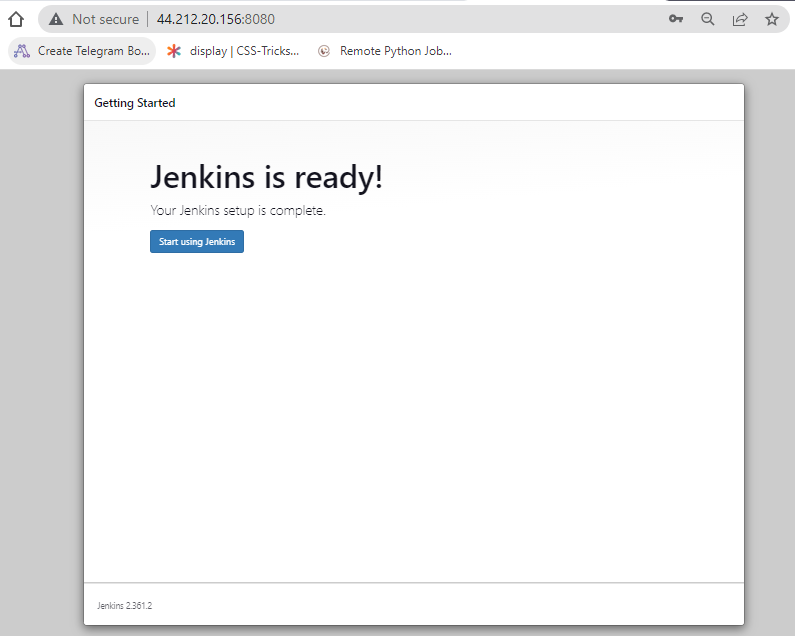 Not secure 44.212.20.156:8080
Create Telegram Bo... display | CSS-Tricks... Remote Python Job...
Getting Started
Jenkins is ready!
Your Jenkins setup is complete.
Start using Jenkins
Jenkins 2.361.2